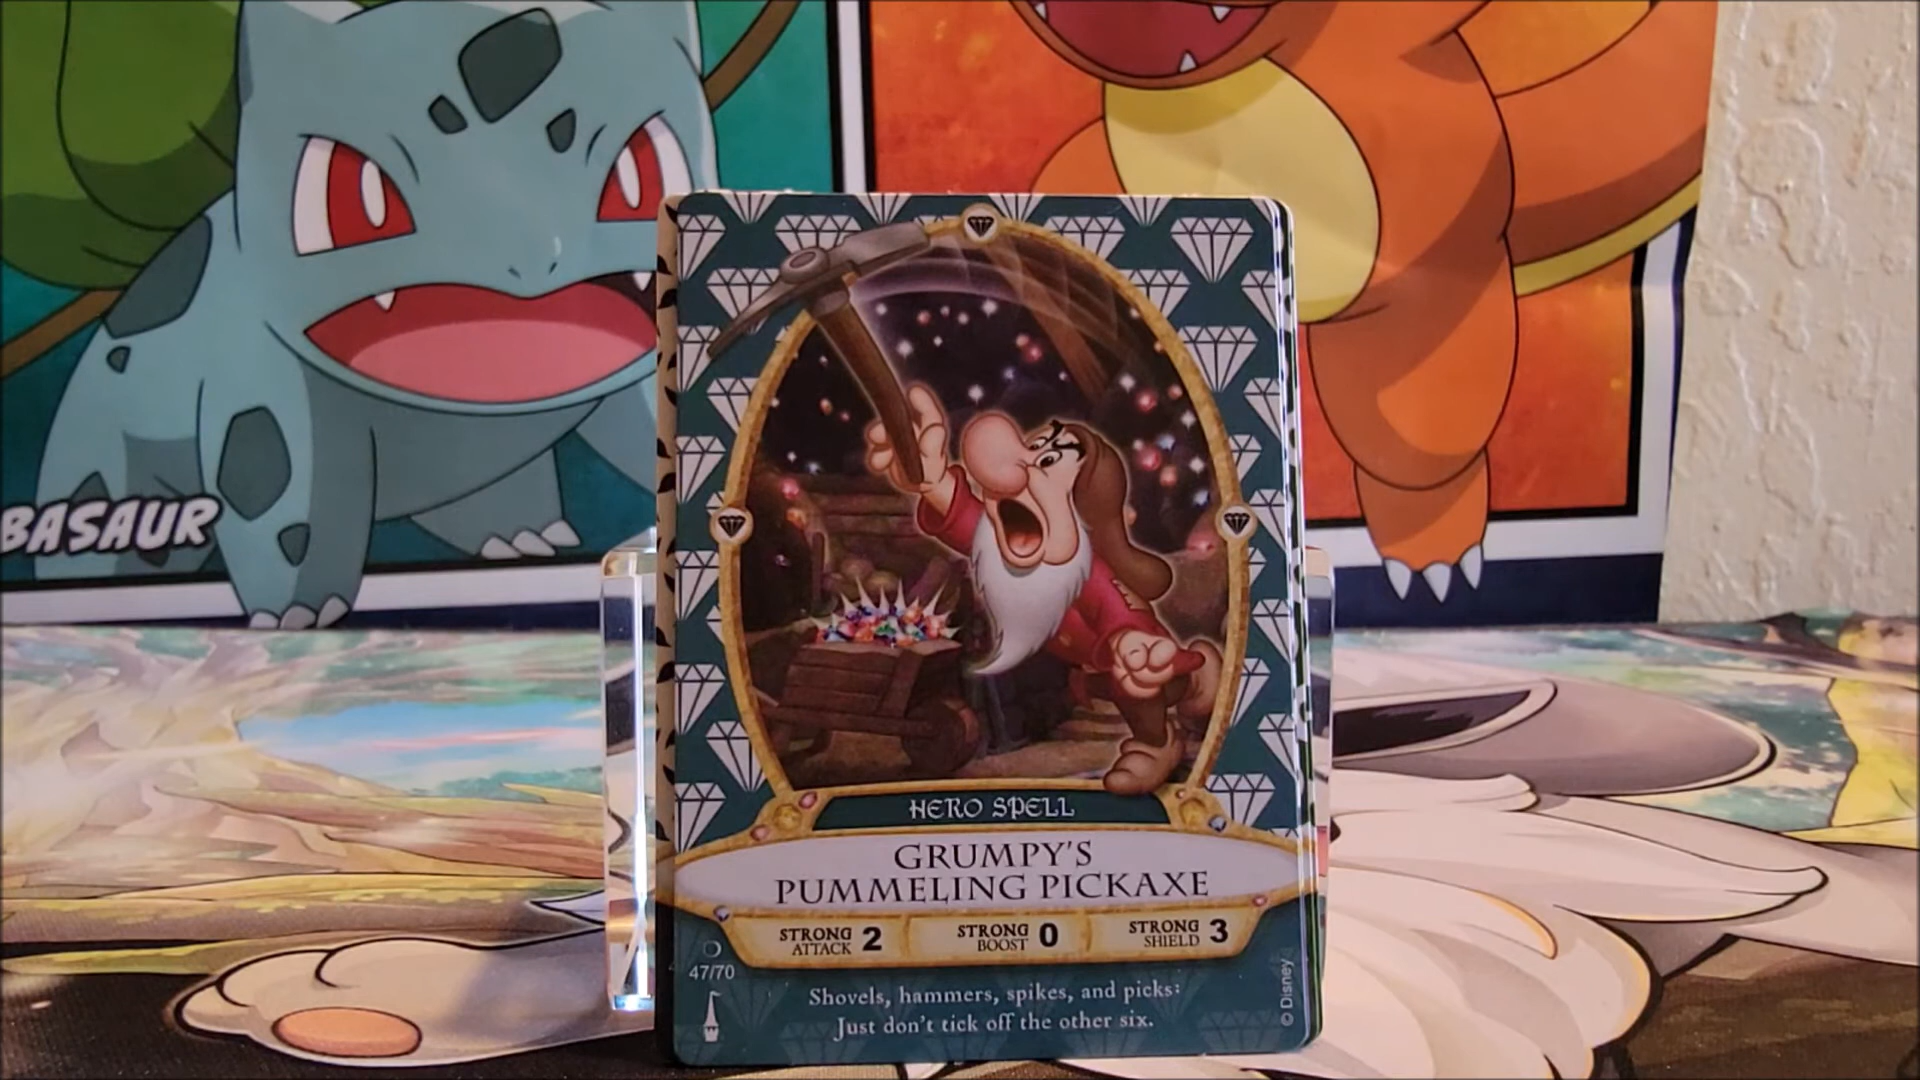 BASAUR
HERO SPELL
GRUMPY'S
PUMMELING PICKAXE
STRONG ATTACK 2
STRONG BOOST 0
STRONG SHIELD 3
47/70
Shovels, hammers, spikes, and picks:
Just don't tick off the other six.
© Disney